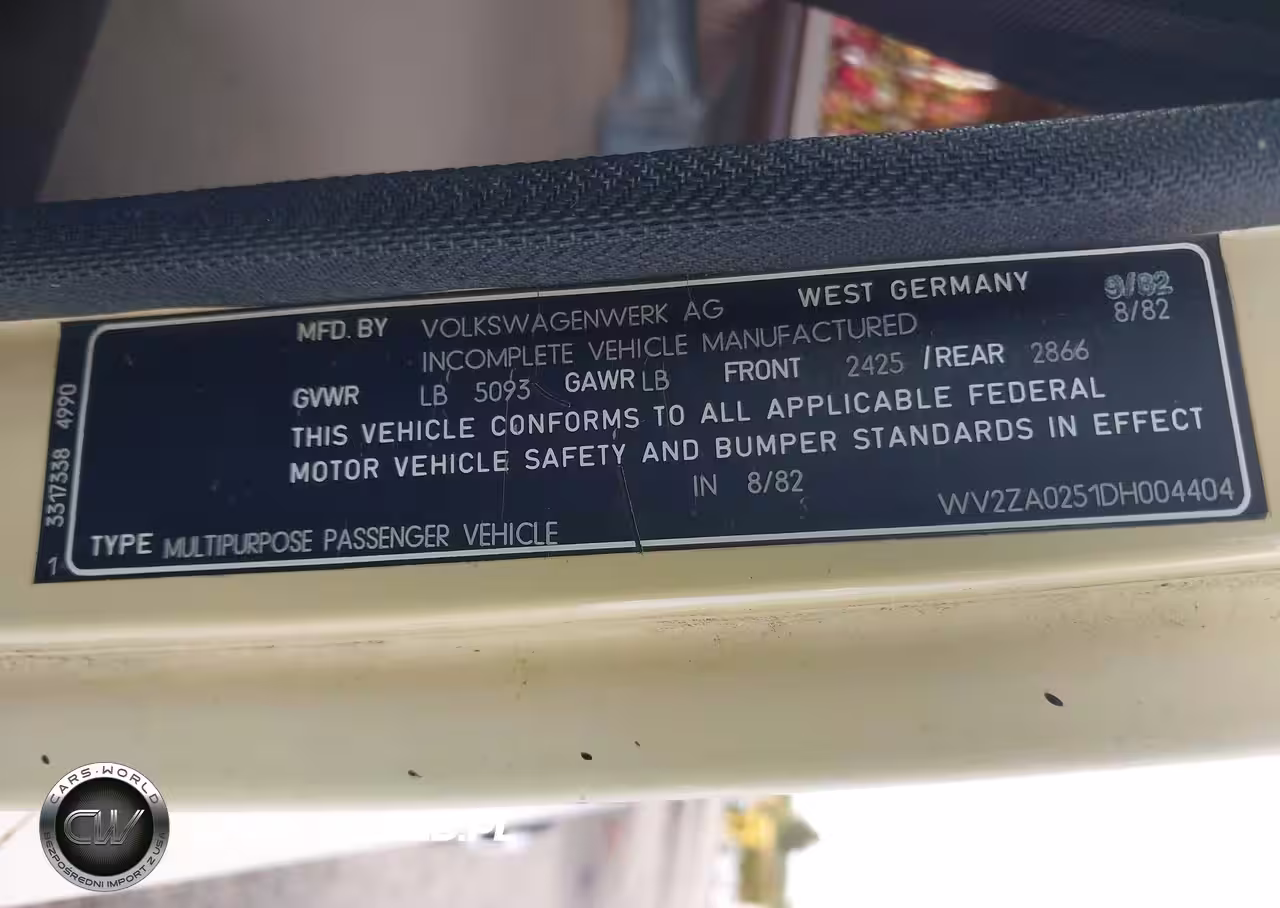 MFD. BY VOLKSWAGENWERK AG WEST GERMANY 9/82
INCOMPLETE VEHICLE MANUFACTURED 8/82
GVWR LB 5093 GAWR LB FRONT 2425 /REAR 2866
THIS VEHICLE CONFORMS TO ALL APPLICABLE FEDERAL
MOTOR VEHICLE SAFETY AND BUMPER STANDARDS IN EFFECT
IN 8/82
WV2ZA0251DH004404
TYPE MULTIPURPOSE PASSENGER VEHICLE
1 3317338 4990
CARS-WORLD
CW
BEZPOŚREDNI IMPORT Z USA